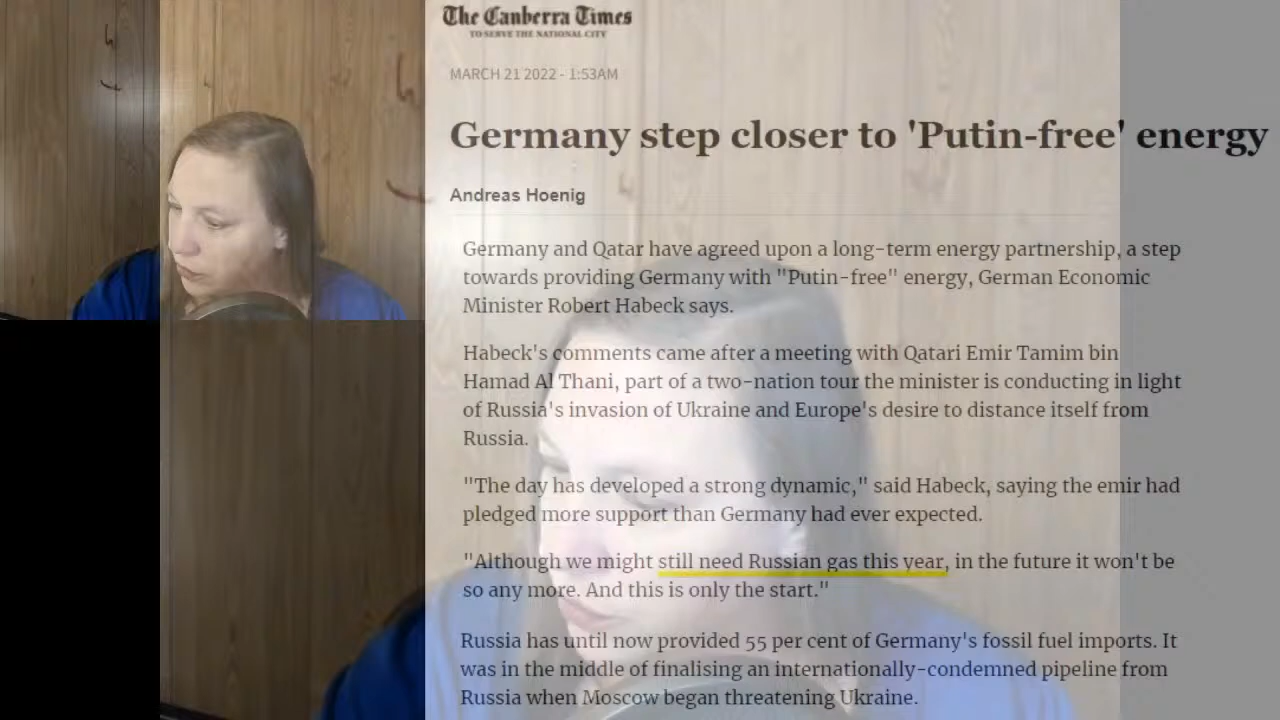 The Canberra Times
TO SERVE THE NATIONAL CITY
MARCH 21 2022 - 1:53AM
Germany step closer to 'Putin-free' energy
Andreas Hoenig
Germany and Qatar have agreed upon a long-term energy partnership, a step
towards providing Germany with "Putin-free" energy, German Economic
Minister Robert Habeck says.
Habeck's comments came after a meeting with Qatari Emir Tamim bin
Hamad Al Thani, part of a two-nation tour the minister is conducting in light
of Russia's invasion of Ukraine and Europe's desire to distance itself from
Russia.
"The day has developed a strong dynamic," said Habeck, saying the emir had
pledged more support than Germany had ever expected.
"Although we might still need Russian gas this year, in the future it won't be
so any more. And this is only the start."
Russia has until now provided 55 per cent of Germany's fossil fuel imports. It
was in the middle of finalising an internationally-condemned pipeline from
Russia when Moscow began threatening Ukraine.